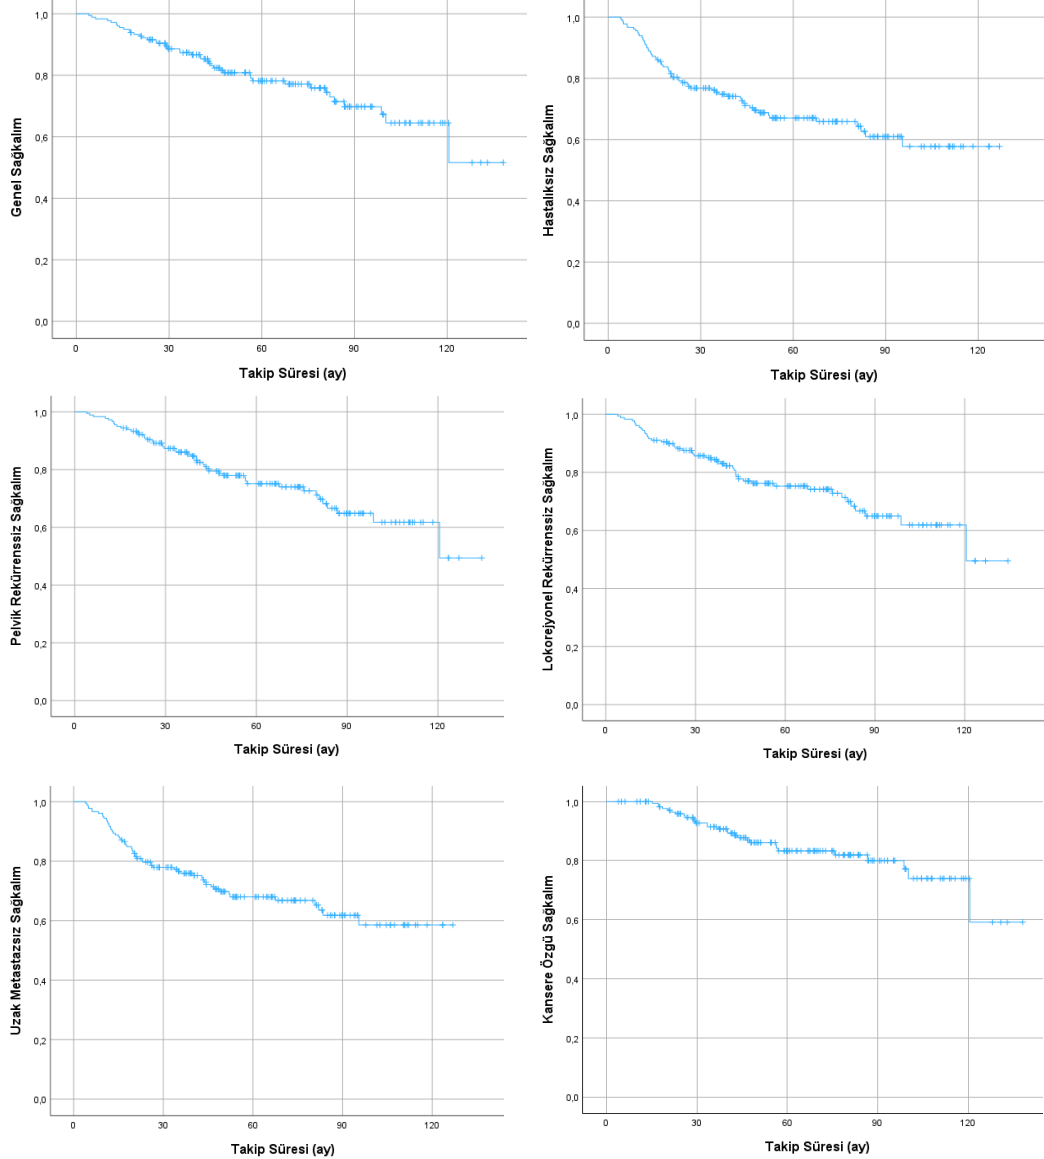 1,0
0,8
0,6
0,4
0,2
0,0
0 30 60 90 120
Genel Sağkalım
Takip Süresi (ay)
1,0
0,8
0,6
0,4
0,2
0,0
0 30 60 90 120
Hastalıksız Sağkalım
Takip Süresi (ay)
1,0
0,8
0,6
0,4
0,2
0,0
0 30 60 90 120
Pelvik Rekürrenssiz Sağkalım
Takip Süresi (ay)
1,0
0,8
0,6
0,4
0,2
0,0
0 30 60 90 120
Lokorejyonel Rekürrenssiz Sağkalım
Takip Süresi (ay)
1,0
0,8
0,6
0,4
0,2
0,0
0 30 60 90 120
Uzak Metastazsız Sağkalım
Takip Süresi (ay)
1,0
0,8
0,6
0,4
0,2
0,0
0 30 60 90 120
Kansere Özgü Sağkalım
Takip Süresi (ay)